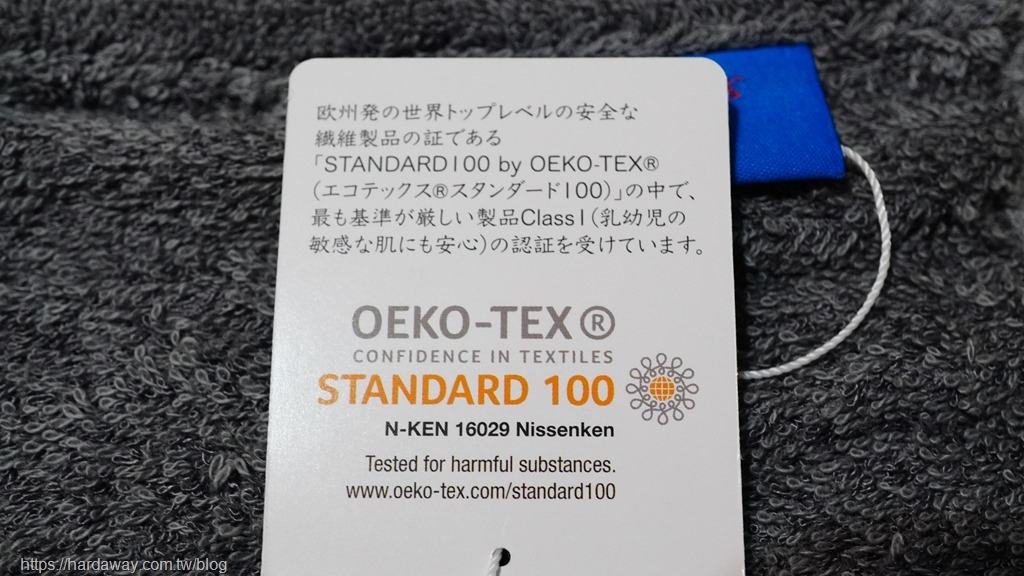 欧州発の世界トップレベルの安全な
繊維製品の証である
「STANDARD100 by OEKO-TEX®
(エコテックス®スタンダード100)」の中で、
最も基準が厳しい製品Class1(乳幼児の
敏感な肌にも安心)の認証を受けています。
OEKO-TEX®
CONFIDENCE IN TEXTILES
STANDARD 100
N-KEN 16029 Nissenken
Tested for harmful substances.
www.oeko-tex.com/standard100
https://hardaway.com.tw/blog